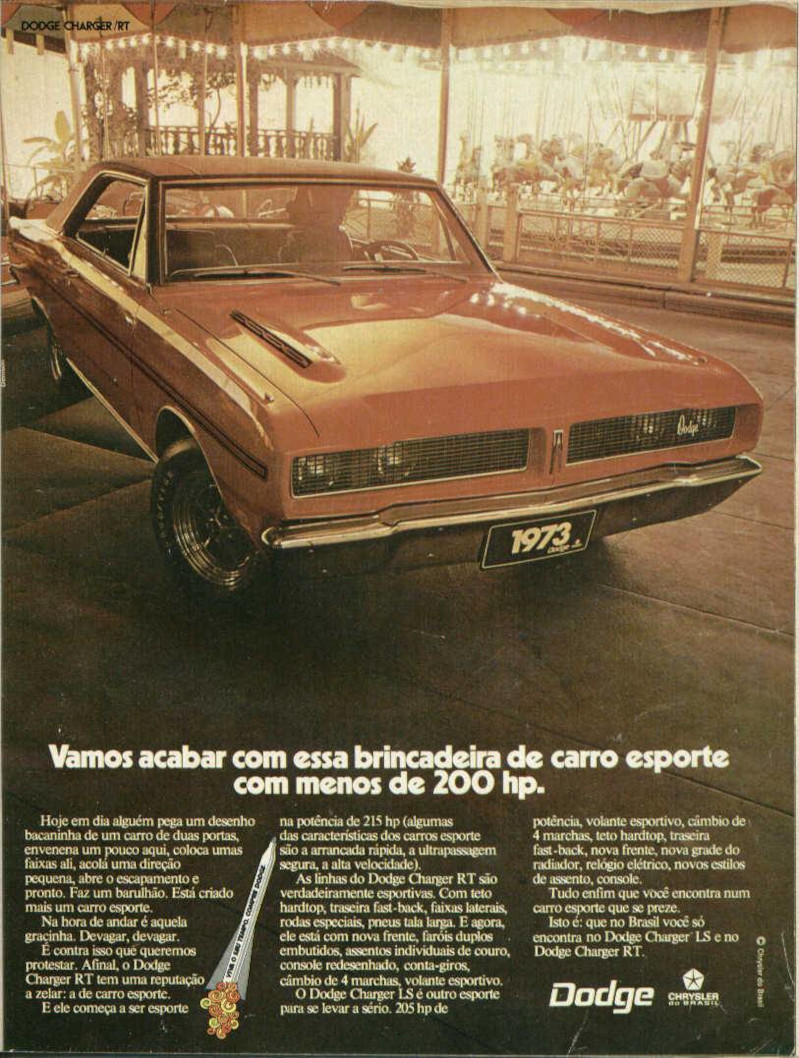 DODGE CHARGER/RT
Dodge
1973
Dodge
Vamos acabar com essa brincadeira de carro esporte
com menos de 200 hp.
Hoje em dia alguém pega um desenho
bacaninha de um carro de duas portas,
envenena um pouco aqui, coloca umas
faixas ali, acolá uma direção
pequena, abre o escapamento e
pronto. Faz um barulhão. Está criado
mais um carro esporte.
Na hora de andar é aquela
gracinha. Devagar, devagar.
É contra isso que queremos
protestar. Afinal, o Dodge
Charger RT tem uma reputação
a zelar: a de carro esporte.
E ele começa a ser esporte
na potência de 215 hp (algumas
das características dos carros esporte
são a arrancada rápida, a ultrapassagem
segura, a alta velocidade).
As linhas do Dodge Charger RT são
verdadeiramente esportivas. Com teto
hardtop, traseira fast-back, faixas laterais,
rodas especiais, pneus tala larga. E agora,
ele está com nova frente, faróis duplos
embutidos, assentos individuais de couro,
console redesenhado, conta-giros,
câmbio de 4 marchas, volante esportivo.
O Dodge Charger LS é outro esporte
para se levar a sério. 205 hp de
potência, volante esportivo, câmbio de
4 marchas, teto hardtop, traseira
fast-back, nova frente, nova grade do
radiador, relógio elétrico, novos estilos
de assento, console.
Tudo enfim que você encontra num
carro esporte que se preze.
Isto é: que no Brasil você só
encontra no Dodge Charger LS e no
Dodge Charger RT.
Dodge
CHRYSLER
do BRASIL
© Chrysler do Brasil